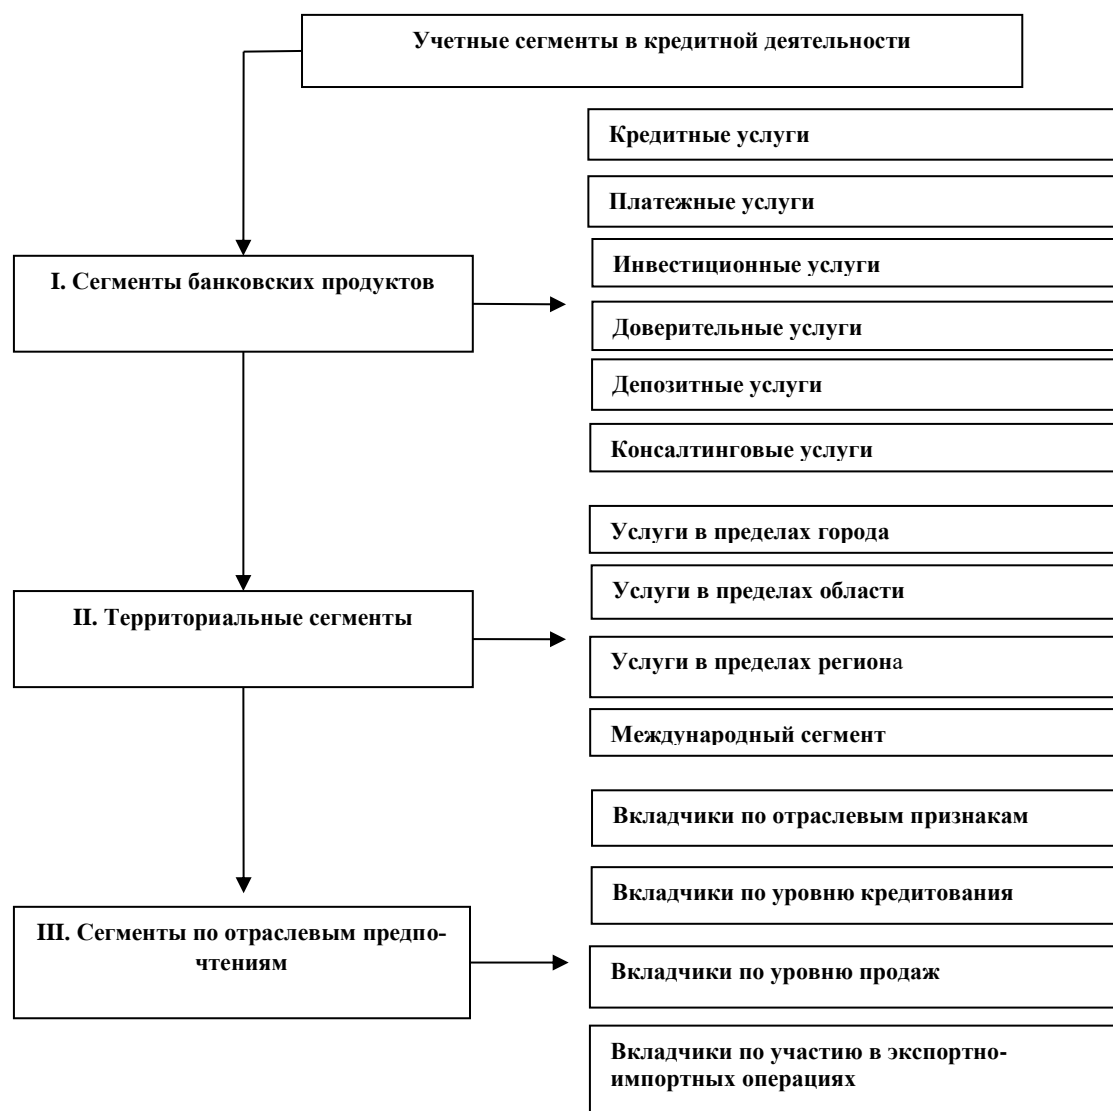 Учетные сегменты в кредитной деятельности
Кредитные услуги
Платежные услуги
Инвестиционные услуги
I. Сегменты банковских продуктов
Доверительные услуги
Депозитные услуги
Консалтинговые услуги
Услуги в пределах города
Услуги в пределах области
II. Территориальные сегменты
Услуги в пределах региона
Международный сегмент
Вкладчики по отраслевым признакам
Вкладчики по уровню кредитования
III. Сегменты по отраслевым предпо-
чтениям
Вкладчики по уровню продаж
Вкладчики по участию в экспортно-
импортных операциях